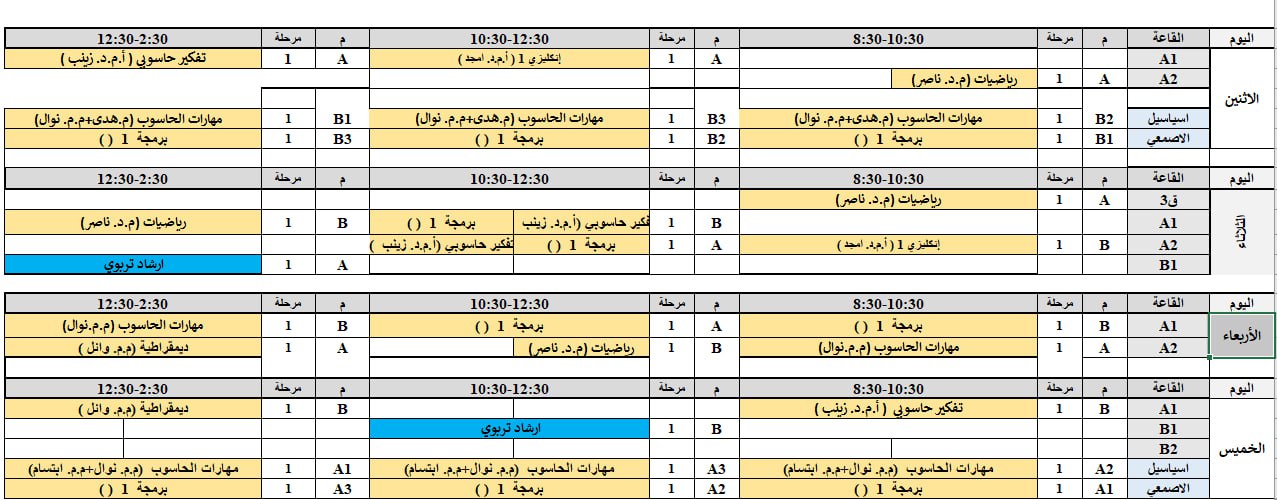 اليوم القاعة م مرحلة 8:30-10:30 م مرحلة 10:30-12:30 م مرحلة 12:30-2:30
الاثنين
A1 A 1 إنكليزي 1 ( أ.م.د. امجد ) A 1 تفكير حاسوبي ( أ.م.د. زينب )
A2 A 1 رياضيات (م.د. ناصر)
اسياسيل B2 1 مهارات الحاسوب (م.هدى+م.م. نوال) B3 1 مهارات الحاسوب (م.هدى+م.م. نوال) B1 1 مهارات الحاسوب (م.هدى+م.م. نوال)
الاصمعي B1 1 برمجة 1 ( ) B2 1 برمجة 1 ( ) B3 1 برمجة 1 ( )
اليوم القاعة م مرحلة 8:30-10:30 م مرحلة 10:30-12:30 م مرحلة 12:30-2:30
الثلاثاء
ق3 A 1 رياضيات (م.د. ناصر)
A1 B 1 تفكير حاسوبي (أ.م.د. زينب برمجة 1 ( ) B 1 رياضيات (م.د. ناصر)
A2 B 1 إنكليزي 1 ( أ.م.د. امجد ) A 1 برمجة 1 ( ) تفكير حاسوبي (أ.م.د. زينب )
B1 A 1 ارشاد تربوي
اليوم القاعة م مرحلة 8:30-10:30 م مرحلة 10:30-12:30 م مرحلة 12:30-2:30
الأربعاء
A1 B 1 برمجة 1 ( ) A 1 برمجة 1 ( ) B 1 مهارات الحاسوب (م.م.نوال)
A2 A 1 مهارات الحاسوب (م.م.نوال) B 1 رياضيات (م.د. ناصر) A 1 ديمقراطية (م.م. وائل )
اليوم القاعة م مرحلة 8:30-10:30 م مرحلة 10:30-12:30 م مرحلة 12:30-2:30
الخميس
A1 B 1 تفكير حاسوبي ( أ.م.د. زينب ) B 1 ديمقراطية (م.م. وائل )
B1 B 1 ارشاد تربوي
B2
اسياسيل A2 1 مهارات الحاسوب (م.م. نوال+م.م. ابتسام) A3 1 مهارات الحاسوب (م.م. نوال+م.م. ابتسام) A1 1 مهارات الحاسوب (م.م. نوال+م.م. ابتسام)
الاصمعي A1 1 برمجة 1 ( ) A2 1 برمجة 1 ( ) A3 1 برمجة 1 ( )